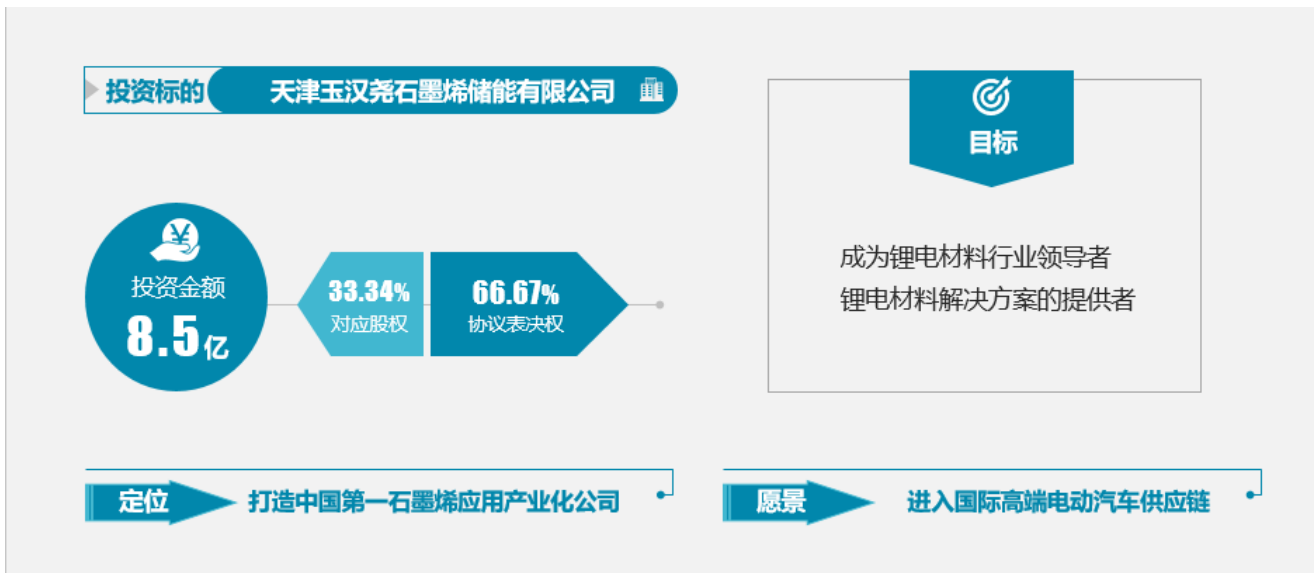 投资标的
天津玉汉尧石墨烯储能有限公司
目标
投资金额
8.5亿
33.34%
对应股权
66.67%
协议表决权
成为锂电材料行业领导者
锂电材料解决方案的提供者
定位
打造中国第一石墨烯应用产业化公司
愿景
进入国际高端电动汽车供应链